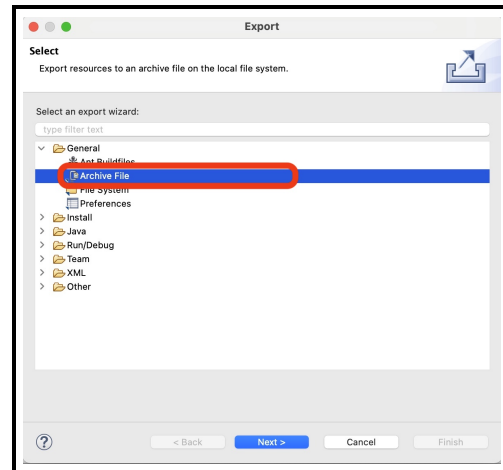 Export
Select
Export resources to an archive file on the local file system.
Select an export wizard:
type filter text
General
Ant Buildfiles
Archive File
File System
Preferences
Install
Java
Run/Debug
Team
XML
Other
?
< Back
Next >
Cancel
Finish